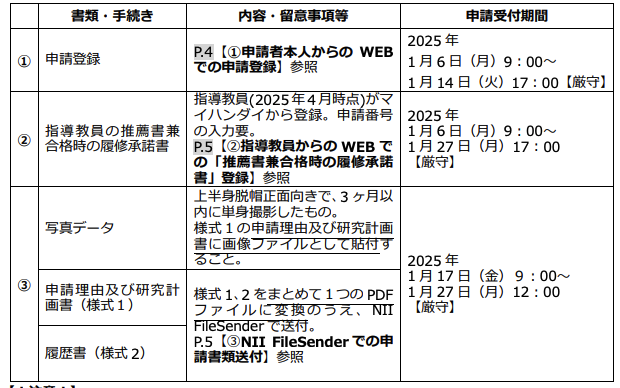 書類・手続き
内容・留意事項等
申請受付期間
①
申請登録
P.4【①申請者本人からの WEB
での申請登録】参照
2025 年
1 月 6 日（月）9：00～
1 月 14 日（火）17：00【厳守】
②
指導教員の推薦書兼
合格時の履修承諾書
指導教員(2025 年 4 月時点)がマ
イハンダイから登録。申請番号
の入力要。
P.5【②指導教員からの WEB で
の「推薦書兼合格時の履修承諾
書」登録】参照
2025 年
1 月 6 日（月）9：00～
1 月 27 日（月）17：00
【厳守】
③
写真データ
上半身脱帽正面向きで、3 ヶ月以
内に単身撮影したもの。
様式 1 の申請理由及び研究計画
書に画像ファイルとして貼付す
ること。
申請理由及び研究計
画書（様式１）
履歴書（様式 2）
様式 1、2 をまとめて 1 つの PDF
ファイルに変換のうえ、NII
FileSender で送付。
P.5【③NII FileSender での申
請書類送付】参照
2025 年
1 月 17 日（金）9：00～
1 月 27 日（月）12：00
【厳守】